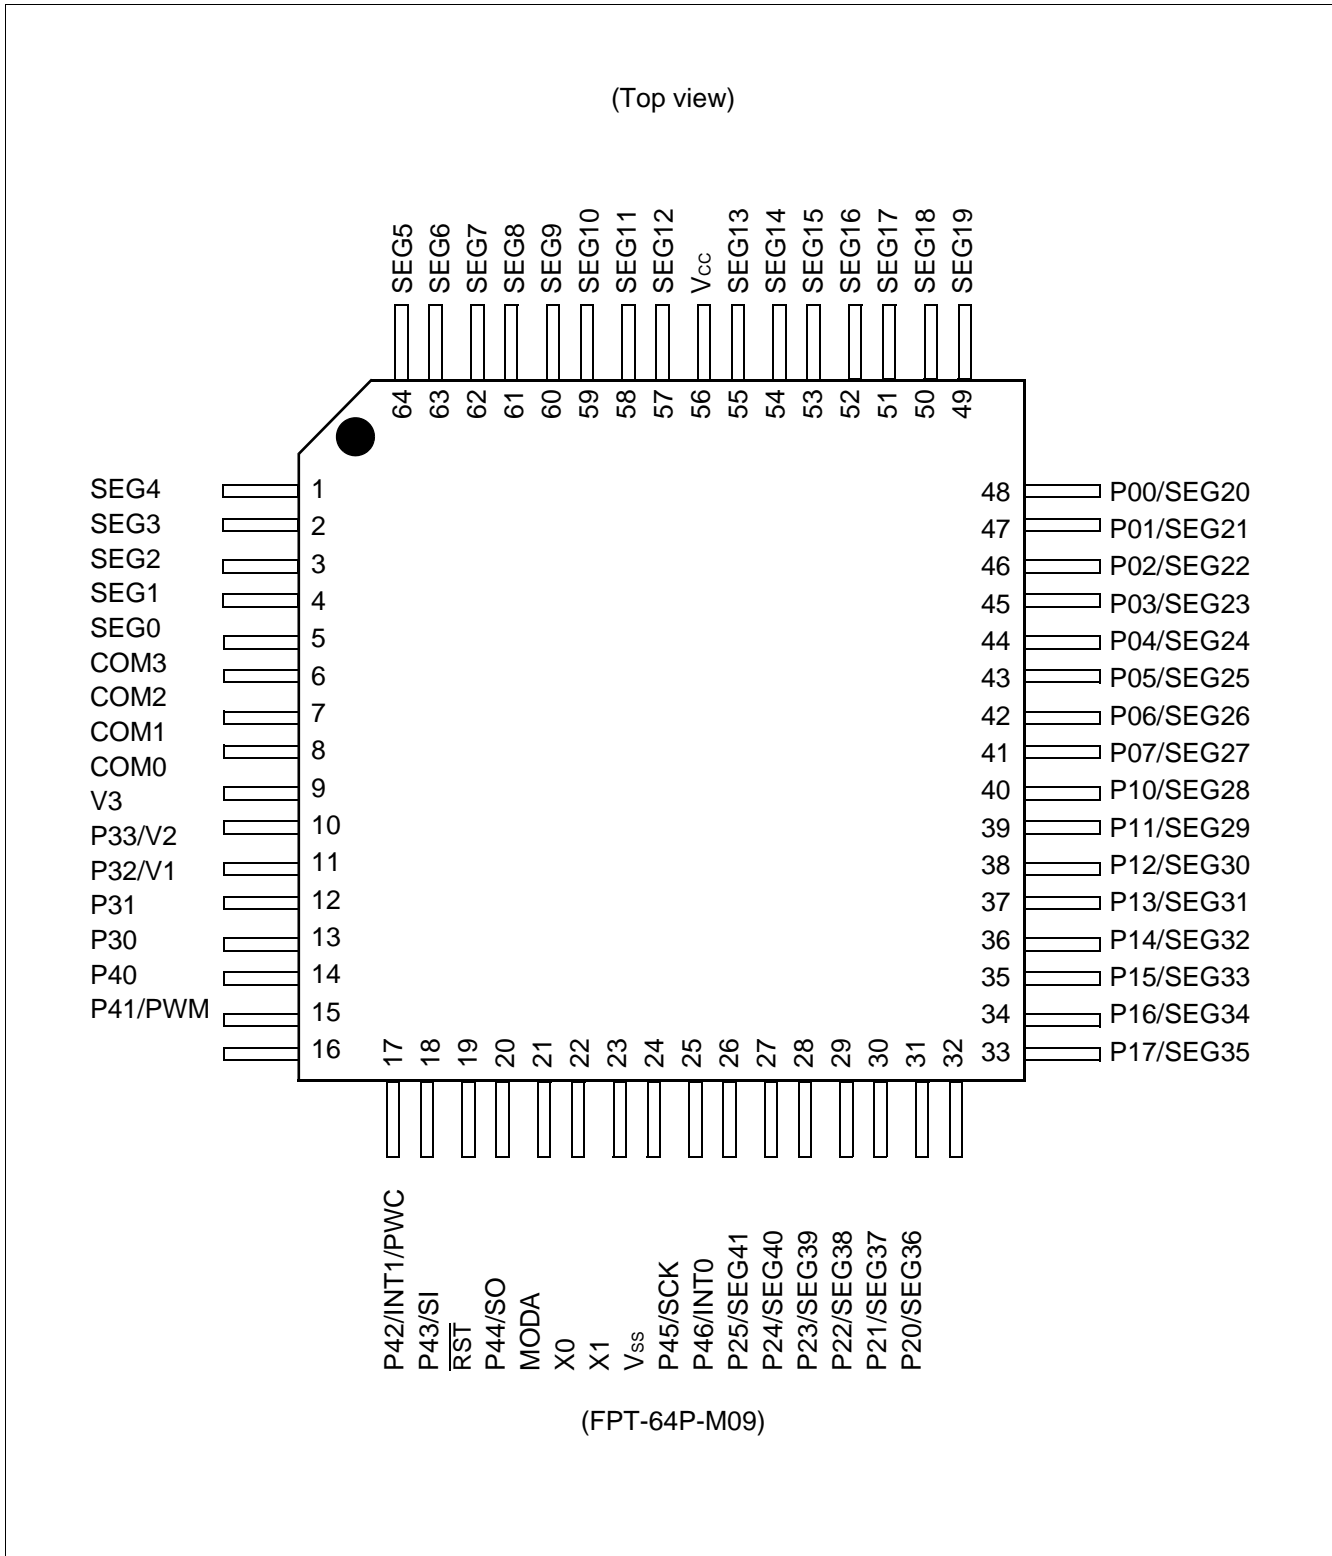 (Top view)
SEG5
SEG6
SEG7
SEG8
SEG9
SEG10
SEG11
SEG12
Vcc
SEG13
SEG14
SEG15
SEG16
SEG17
SEG18
SEG19
64
63
62
61
60
59
58
57
56
55
54
53
52
51
50
49
SEG4
SEG3
SEG2
SEG1
SEG0
COM3
COM2
COM1
COM0
V3
P33/V2
P32/V1
P31
P30
P40
P41/PWM
1
2
3
4
5
6
7
8
9
10
11
12
13
14
15
16
48 P00/SEG20
47 P01/SEG21
46 P02/SEG22
45 P03/SEG23
44 P04/SEG24
43 P05/SEG25
42 P06/SEG26
41 P07/SEG27
40 P10/SEG28
39 P11/SEG29
38 P12/SEG30
37 P13/SEG31
36 P14/SEG32
35 P15/SEG33
34 P16/SEG34
33 P17/SEG35
17
18
19
20
21
22
23
24
25
26
27
28
29
30
31
32
P42/INT1/PWC
P43/SI
RST
P44/SO
MODA
X0
X1
Vss
P45/SCK
P46/INT0
P25/SEG41
P24/SEG40
P23/SEG39
P22/SEG38
P21/SEG37
P20/SEG36
(FPT-64P-M09)